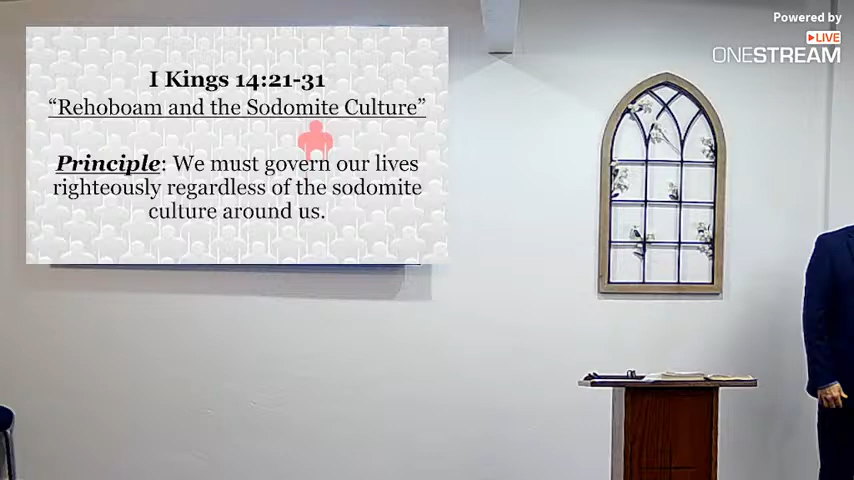 Powered by
LIVE
ONESTREAM
I Kings 14:21-31
“Rehoboam and the Sodomite Culture”
Principle: We must govern our lives
righteously regardless of the sodomite
culture around us.